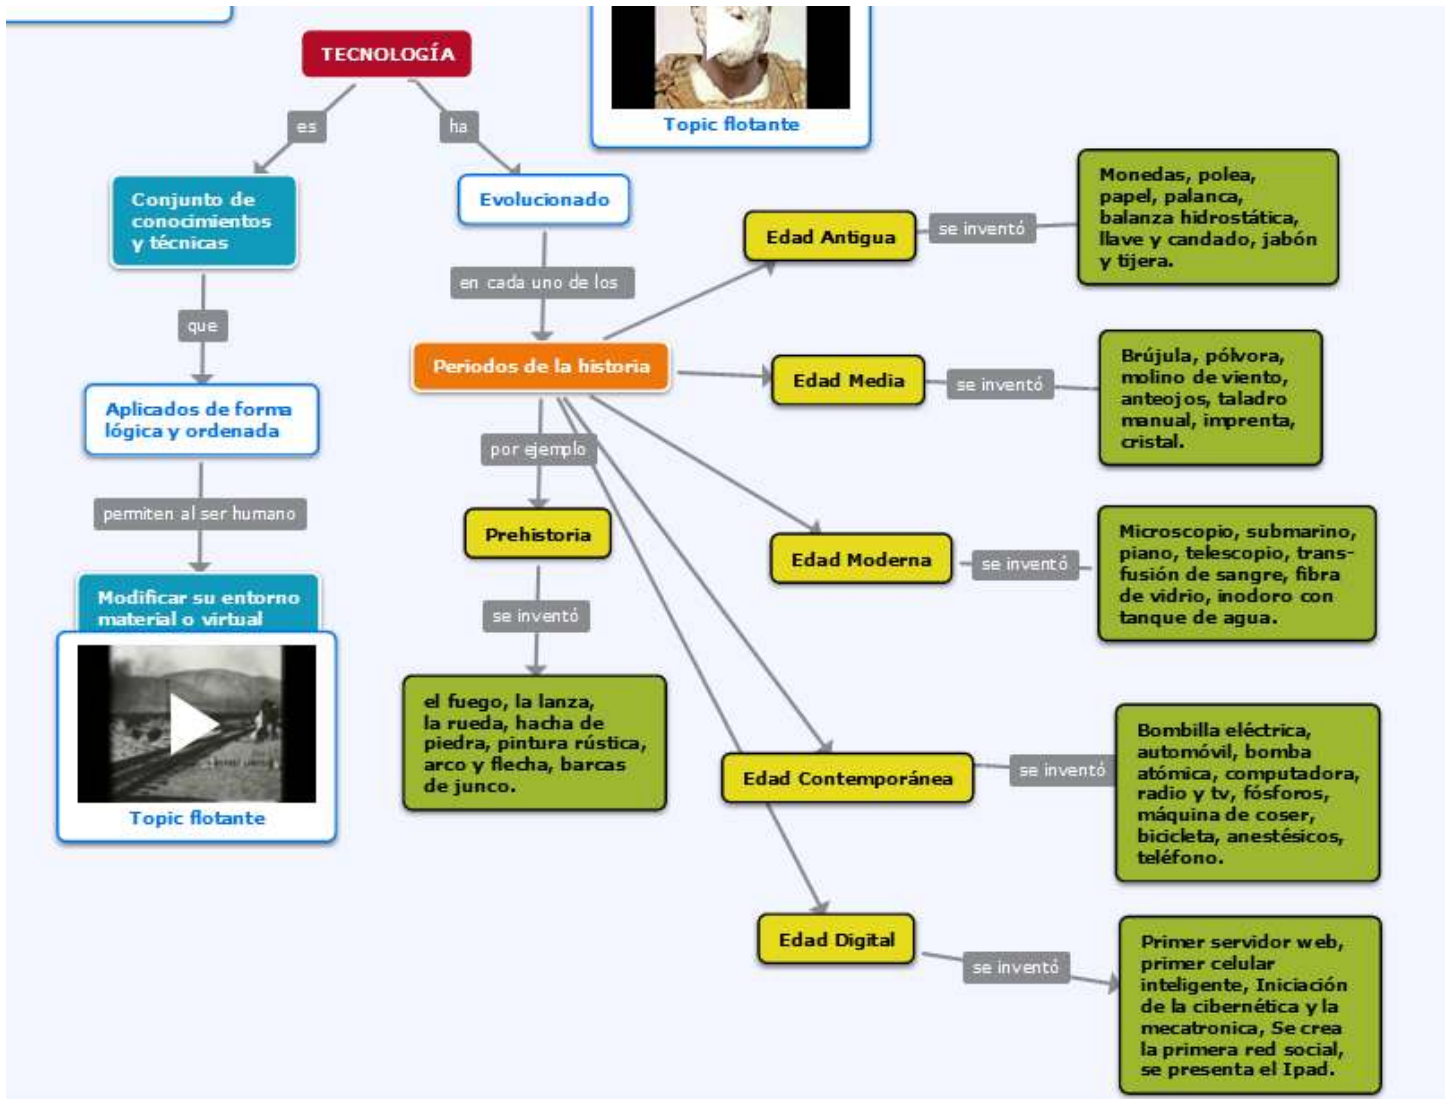 TECNOLOGÍA
es
ha
Topic flotante
Conjunto de
conocimientos
y técnicas
Evolucionado
que
en cada uno de los
Aplicados de forma
lógica y ordenada
Periodos de la historia
permiten al ser humano
por ejemplo
Modificar su entorno
material o virtual
Topic flotante
Prehistoria
se inventó
el fuego, la lanza,
la rueda, hacha de
piedra, pintura rústica,
arco y flecha, barcas
de junco.
Edad Antigua
se inventó
Monedas, polea,
papel, palanca,
balanza hidrostática,
llave y candado, jabón
y tijera.
Edad Media
se inventó
Brújula, pólvora,
molino de viento,
anteojos, taladro
manual, imprenta,
cristal.
Edad Moderna
se inventó
Microscopio, submarino,
piano, telescopio, trans-
fusión de sangre, fibra
de vidrio, inodoro con
tanque de agua.
Edad Contemporánea
se inventó
Bombilla eléctrica,
automóvil, bomba
atómica, computadora,
radio y tv, fósforos,
máquina de coser,
bicicleta, anestésicos,
teléfono.
Edad Digital
se inventó
Primer servidor web,
primer celular
inteligente, Iniciación
de la cibernética y la
mecatronica, Se crea
la primera red social,
se presenta el Ipad.